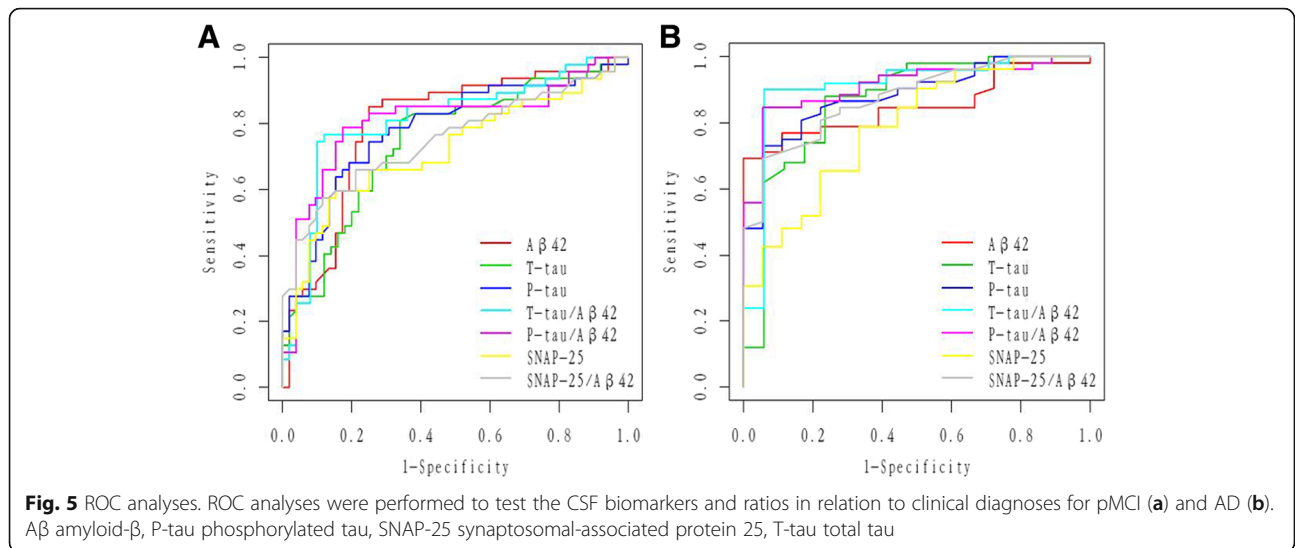 A
B
1.0
0.8
0.6
0.4
0.2
0.0
Sensitivity
Aβ42
T-tau
P-tau
T-tau/Aβ42
P-tau/Aβ42
SNAP-25
SNAP-25/Aβ42
0.0 0.2 0.4 0.6 0.8 1.0
1-Specificity
1.0
0.8
0.6
0.4
0.2
0.0
Sensitivity
Aβ42
T-tau
P-tau
T-tau/Aβ42
P-tau/Aβ42
SNAP-25
SNAP-25/Aβ42
0.0 0.2 0.4 0.6 0.8 1.0
1-Specificity
Fig. 5 ROC analyses. ROC analyses were performed to test the CSF biomarkers and ratios in relation to clinical diagnoses for pMCI (a) and AD (b).
Aβ amyloid-β, P-tau phosphorylated tau, SNAP-25 synaptosomal-associated protein 25, T-tau total tau